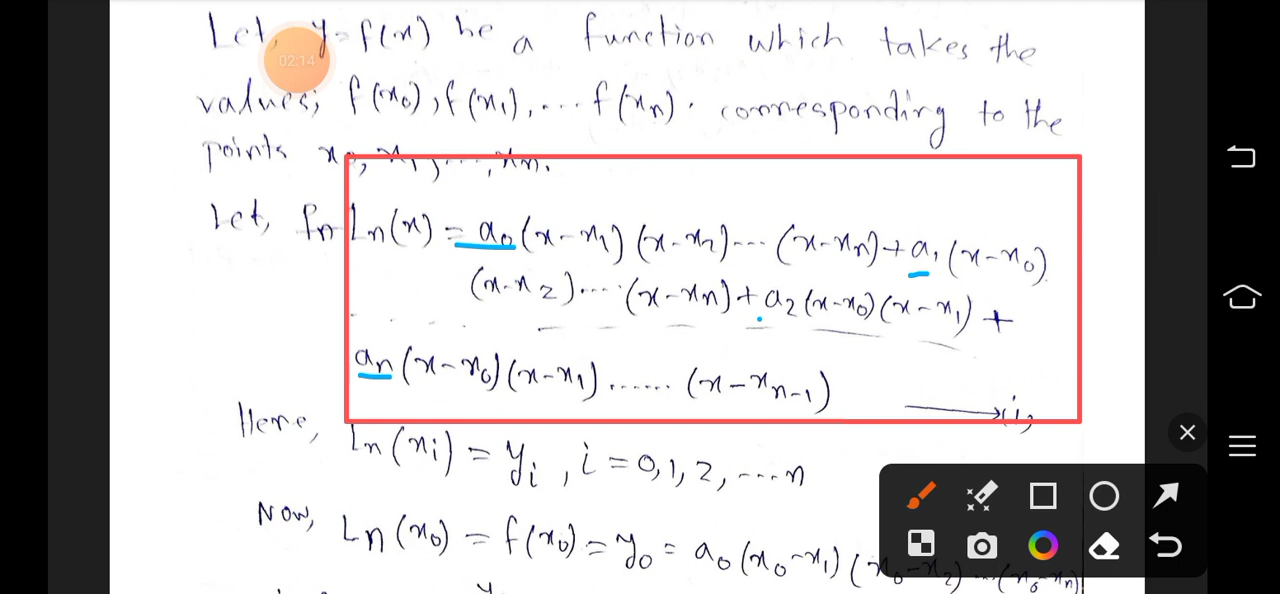 Let, y = f(x) be a function which takes the
02:14
values; f(x₀), f(x₁), .... f(xₙ). corresponding to the
points x₀, x₁, ..., xₙ.
Let, Lₙ(x) = a₀(x-x₁)(x-x₂)....(x-xₙ)+a₁(x-x₀)
(x-x₂).....(x-xₙ)+a₂(x-x₀)(x-x₁)+
aₙ(x-x₀)(x-x₁)......(x-xₙ₋₁) ⟶ i,
Here, Lₙ(xᵢ) = yᵢ, i = 0,1,2,....n
Now, Lₙ(x₀) = f(x₀) = y₀ = a₀(x₀-x₁)(x₀-x₂)...(x₀-xₙ)